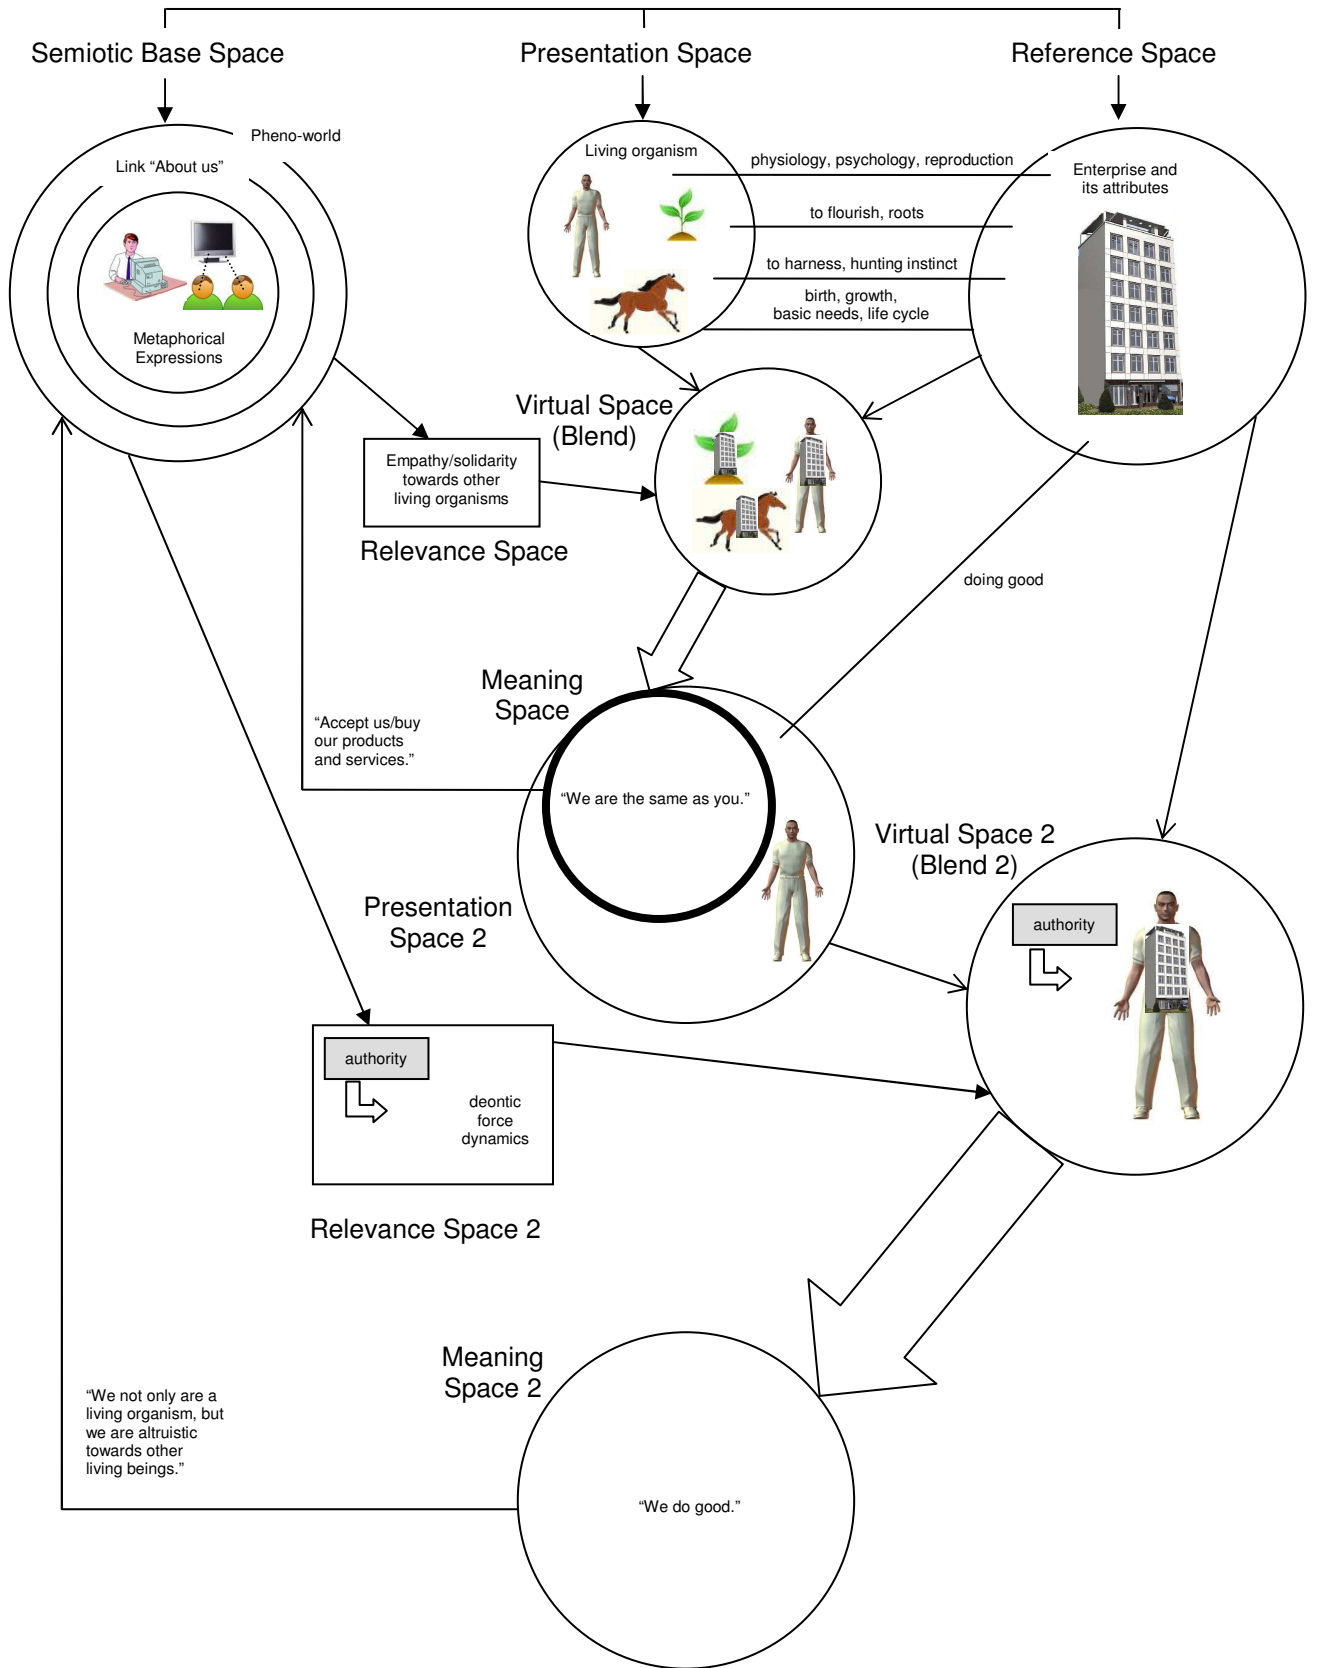 Semiotic Base Space
Presentation Space
Reference Space
Pheno-world
Link “About us”
Metaphorical
Expressions
Living organism
physiology, psychology, reproduction
to flourish, roots
to harness, hunting instinct
birth, growth,
basic needs, life cycle
Enterprise and
its attributes
Virtual Space
(Blend)
Empathy/solidarity
towards other
living organisms
Relevance Space
doing good
Meaning
Space
“Accept us/buy
our products
and services.”
“We are the same as you.”
Virtual Space 2
(Blend 2)
Presentation
Space 2
authority
authority
deontic
force
dynamics
Relevance Space 2
Meaning
Space 2
“We not only are a
living organism, but
we are altruistic
towards other
living beings.”
“We do good.”